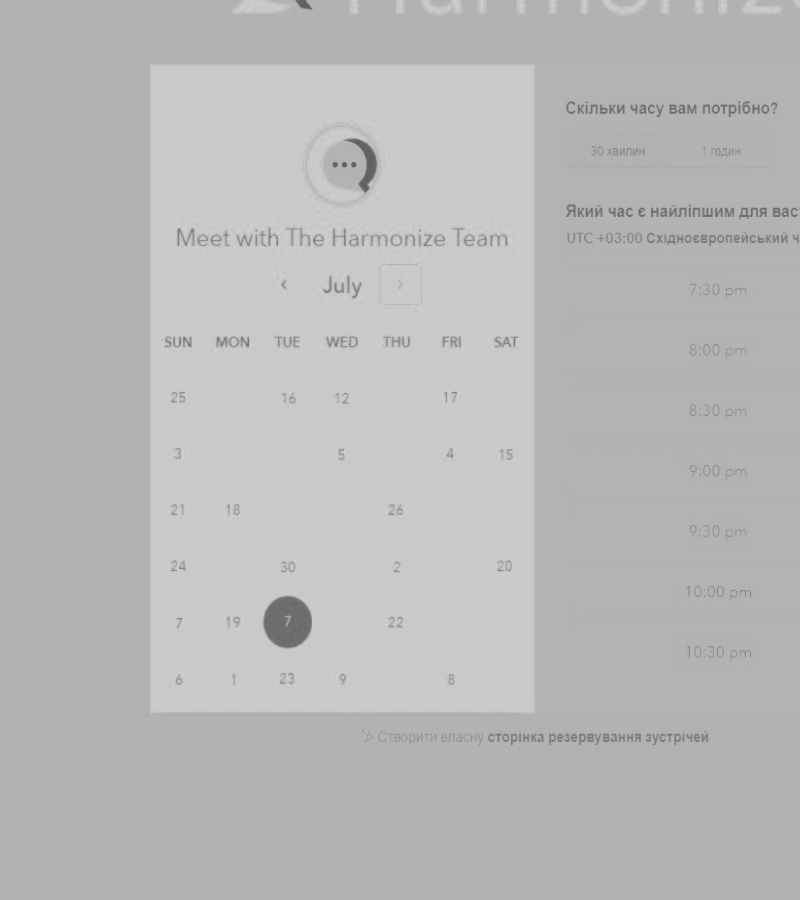 Harmoniz
Meet with The Harmonize Team
‹ July ›
SUN MON TUE WED THU FRI SAT
25 16 12 17
3 5 4 15
21 18 26
24 30 2 20
7 19 7 22
6 1 23 9 8
Скільки часу вам потрібно?
30 хвилин 1 годин
Який час є найліпшим для вас
UTC +03:00 Східноєвропейський ч
7:30 pm
8:00 pm
8:30 pm
9:00 pm
9:30 pm
10:00 pm
10:30 pm
Створити власну сторінка резервування зустрічей